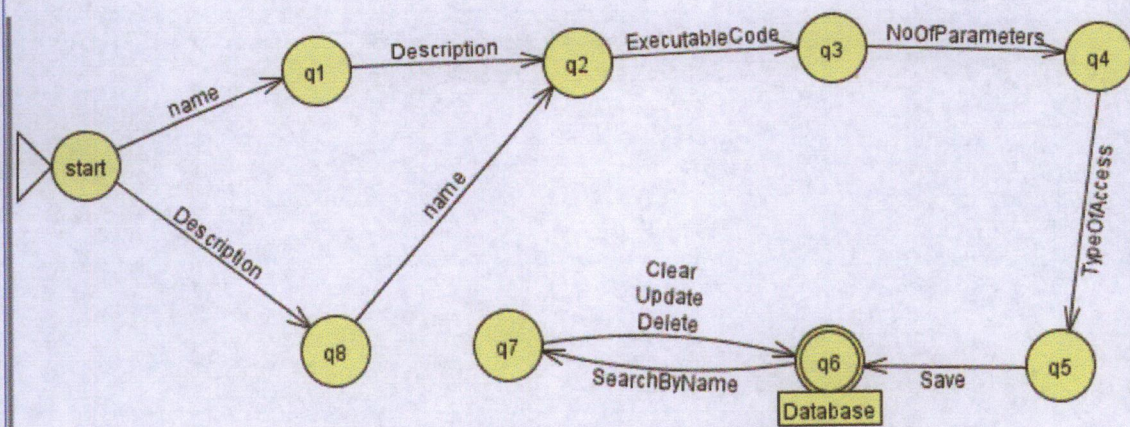 start
name
q1
Description
q2
ExecutableCode
q3
NoOfParameters
q4
Description
q8
name
TypeOfAccess
q5
Save
q6
Database
Clear
Update
Delete
SearchByName
q7